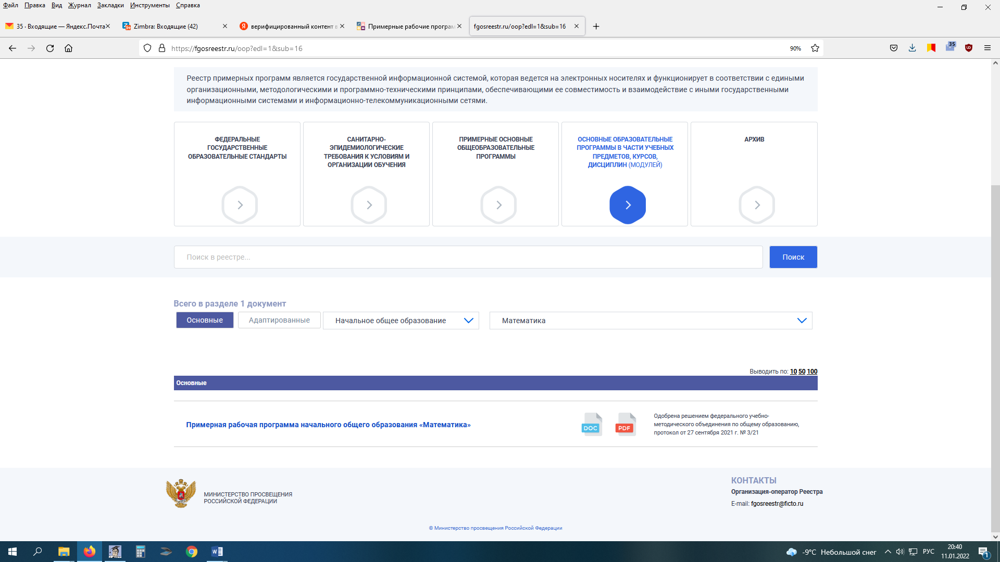 Файл Правка Вид Журнал Закладки Инструменты Справка
35 · Входящие — Яндекс.Почта
Zimbra: Входящие (42)
верифицированный контент в
Примерные рабочие програм
fgosreestr.ru/oop?edl=1&sub=16
https://fgosreestr.ru/oop?edl=1&sub=16
90%
35
Реестр примерных программ является государственной информационной системой, которая ведется на электронных носителях и функционирует в соответствии с едиными
организационными, методологическими и программно-техническими принципами, обеспечивающими ее совместимость и взаимодействие с иными государственными
информационными системами и информационно-телекоммуникационными сетями.
ФЕДЕРАЛЬНЫЕ
ГОСУДАРСТВЕННЫЕ
ОБРАЗОВАТЕЛЬНЫЕ СТАНДАРТЫ
САНИТАРНО-
ЭПИДЕМИОЛОГИЧЕСКИЕ
ТРЕБОВАНИЯ К УСЛОВИЯМ И
ОРГАНИЗАЦИИ ОБУЧЕНИЯ
ПРИМЕРНЫЕ ОСНОВНЫЕ
ОБЩЕОБРАЗОВАТЕЛЬНЫЕ
ПРОГРАММЫ
ОСНОВНЫЕ ОБРАЗОВАТЕЛЬНЫЕ
ПРОГРАММЫ В ЧАСТИ УЧЕБНЫХ
ПРЕДМЕТОВ, КУРСОВ,
ДИСЦИПЛИН (МОДУЛЕЙ)
АРХИВ
Поиск в реестре...
Поиск
Всего в разделе 1 документ
Основные
Адаптированные
Начальное общее образование
Математика
Выводить по: 10 50 100
Основные
Примерная рабочая программа начального общего образования «Математика»
DOC
PDF
Одобрена решением федерального учебно-
методического объединения по общему образованию,
протокол от 27 сентября 2021 г. № 3/21
МИНИСТЕРСТВО ПРОСВЕЩЕНИЯ
РОССИЙСКОЙ ФЕДЕРАЦИИ
КОНТАКТЫ
Организация-оператор Реестра
E-mail: fgosreestr@ficto.ru
© Министерство просвещения Российской Федерации
-9°C Небольшой снег
РУС
20:40
11.01.2022
1